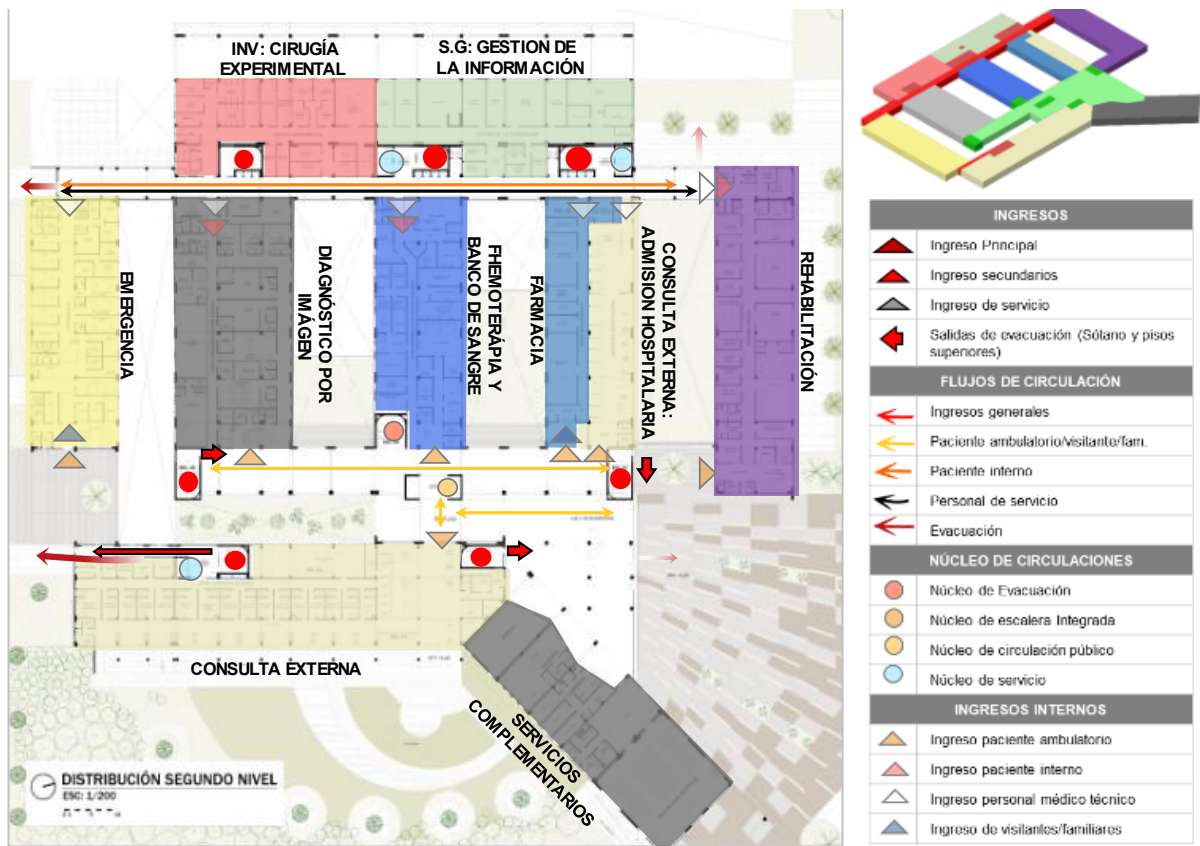 INV: CIRUGÍA
EXPERIMENTAL
S.G: GESTION DE
LA INFORMACIÓN
EMERGENCIA
DIAGNÓSTICO POR
IMÁGEN
FHEMOTERÁPIA Y
BANCO DE SANGRE
FARMACIA
CONSULTA EXTERNA:
ADMISION HOSPITALARIA
REHABILITACIÓN
CONSULTA EXTERNA
SERVICIOS
COMPLEMENTARIOS
DISTRIBUCIÓN SEGUNDO NIVEL
ESC: 1/200
INGRESOS
Ingreso Principal
Ingreso secundarios
Ingreso de servicio
Salidas de evacuación (Sótano y pisos
superiores)
FLUJOS DE CIRCULACIÓN
Ingresos generales
Paciente ambulatorio/visitante/fam.
Paciente interno
Personal de servicio
Evacuación
NÚCLEO DE CIRCULACIONES
Núcleo de Evacuación
Núcleo de escalera Integrada
Núcleo de circulación público
Núcleo de servicio
INGRESOS INTERNOS
Ingreso paciente ambulatorio
Ingreso paciente interno
Ingreso personal médico técnico
Ingreso de visitantes/familiares